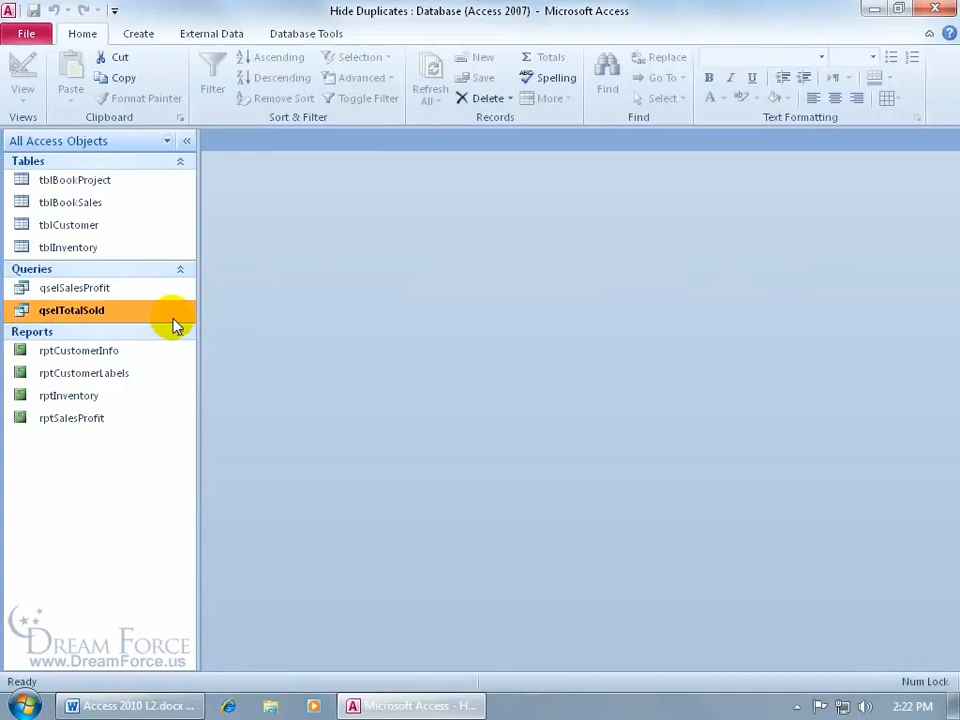 Hide Duplicates : Database (Access 2007) - Microsoft Access
File Home Create External Data Database Tools
View
Views
Paste
Cut
Copy
Format Painter
Clipboard
Filter
Ascending
Descending
Remove Sort
Selection
Advanced
Toggle Filter
Sort & Filter
Refresh All
New
Save
Delete
Totals
Spelling
More
Records
Find
Replace
Go To
Select
Find
B I U
A ab
Text Formatting
All Access Objects
Tables
tblBookProject
tblBookSales
tblCustomer
tblInventory
Queries
qselSalesProfit
qselTotalSold
Reports
rptCustomerInfo
rptCustomerLabels
rptInventory
rptSalesProfit
DREAM FORCE
www.DreamForce.us
Ready
Num Lock
Access 2010 L2.docx ...
Microsoft Access - H...
2:22 PM